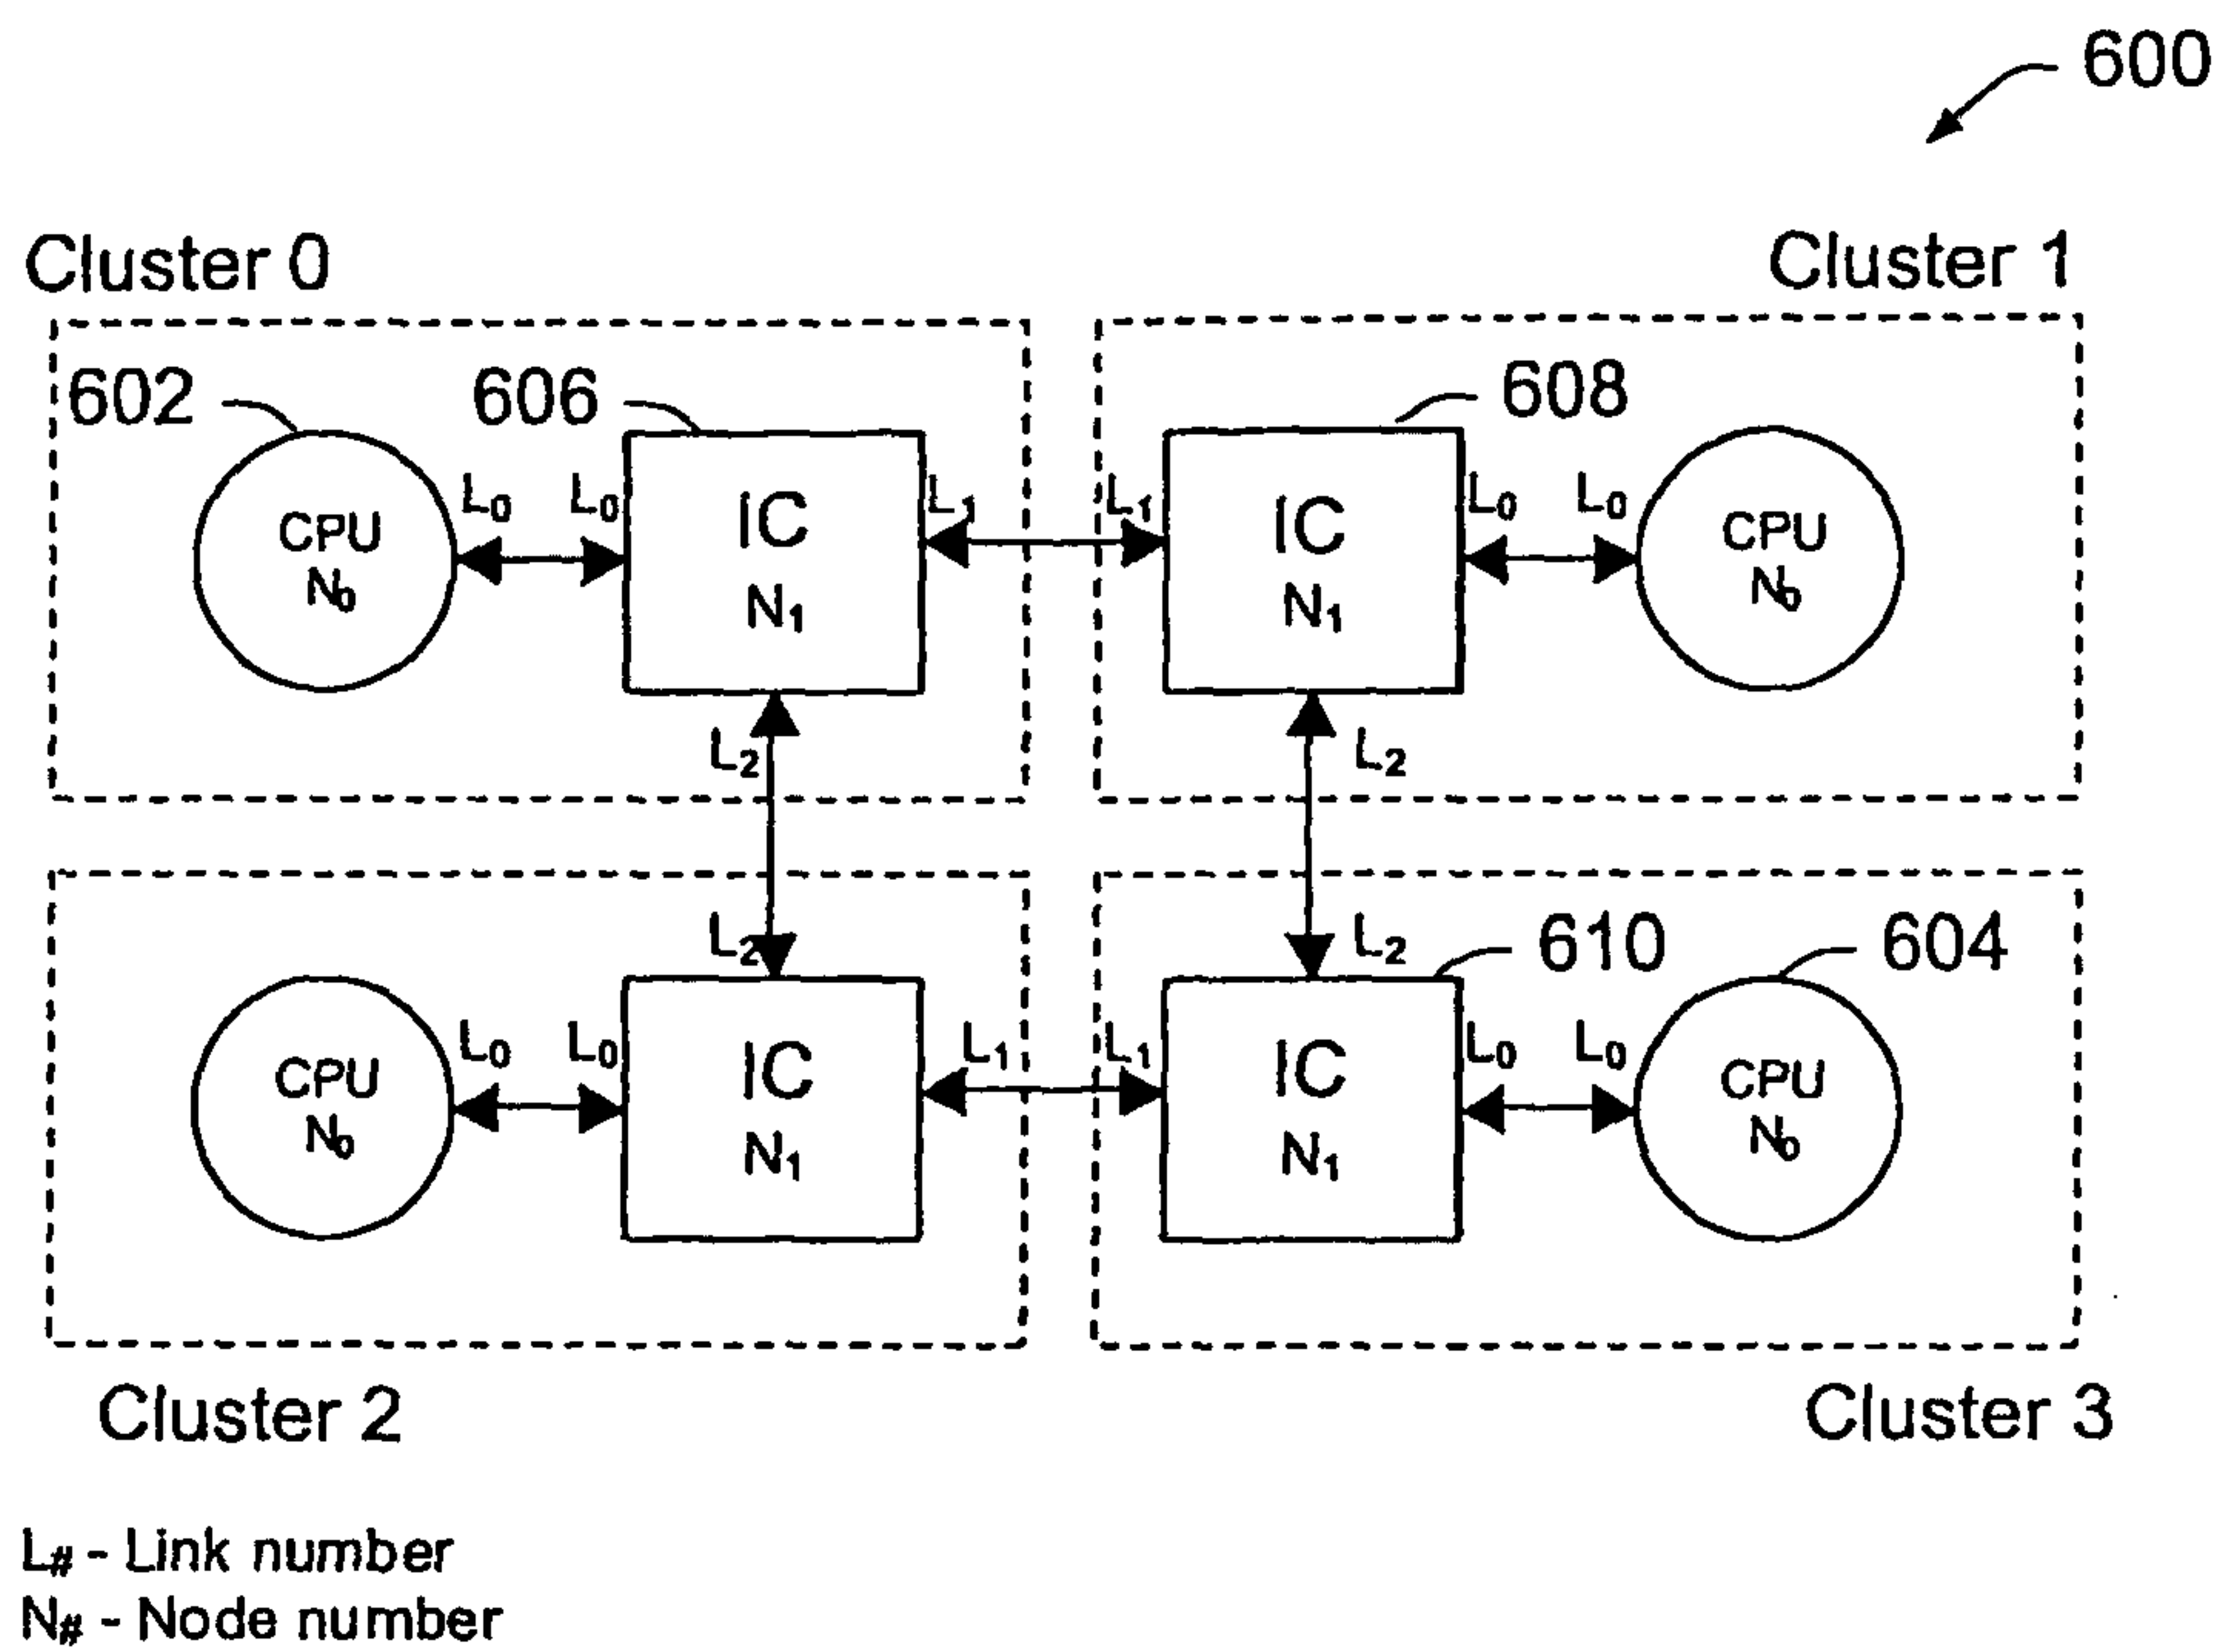 600
Cluster 0
Cluster 1
602
606
608
CPU
N0
L0
L0
IC
N1
L1
L1
IC
N1
L0
L0
CPU
N0
L2
L2
L2
L2
610
604
CPU
N0
L0
L0
IC
N1
L1
L1
IC
N1
L0
L0
CPU
N0
Cluster 2
Cluster 3
L# - Link number
N# - Node number